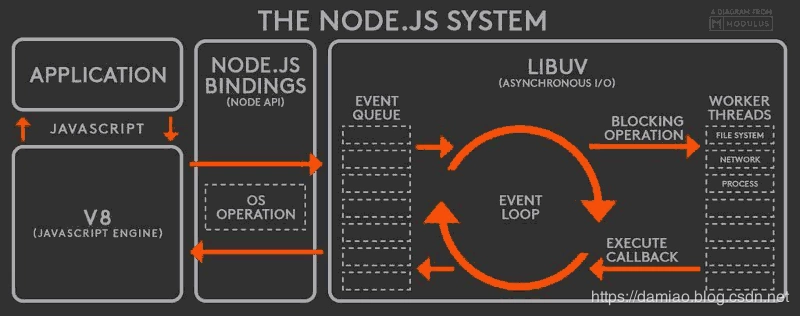 THE NODE.JS SYSTEM
A DIAGRAM FROM
MODULUS
APPLICATION
JAVASCRIPT
V8
(JAVASCRIPT ENGINE)
NODE.JS
BINDINGS
(NODE API)
OS
OPERATION
LIBUV
(ASYNCHRONOUS I/O)
EVENT
QUEUE
EVENT
LOOP
BLOCKING
OPERATION
EXECUTE
CALLBACK
WORKER
THREADS
FILE SYSTEM
NETWORK
PROCESS
https://damiao.blog.csdn.net